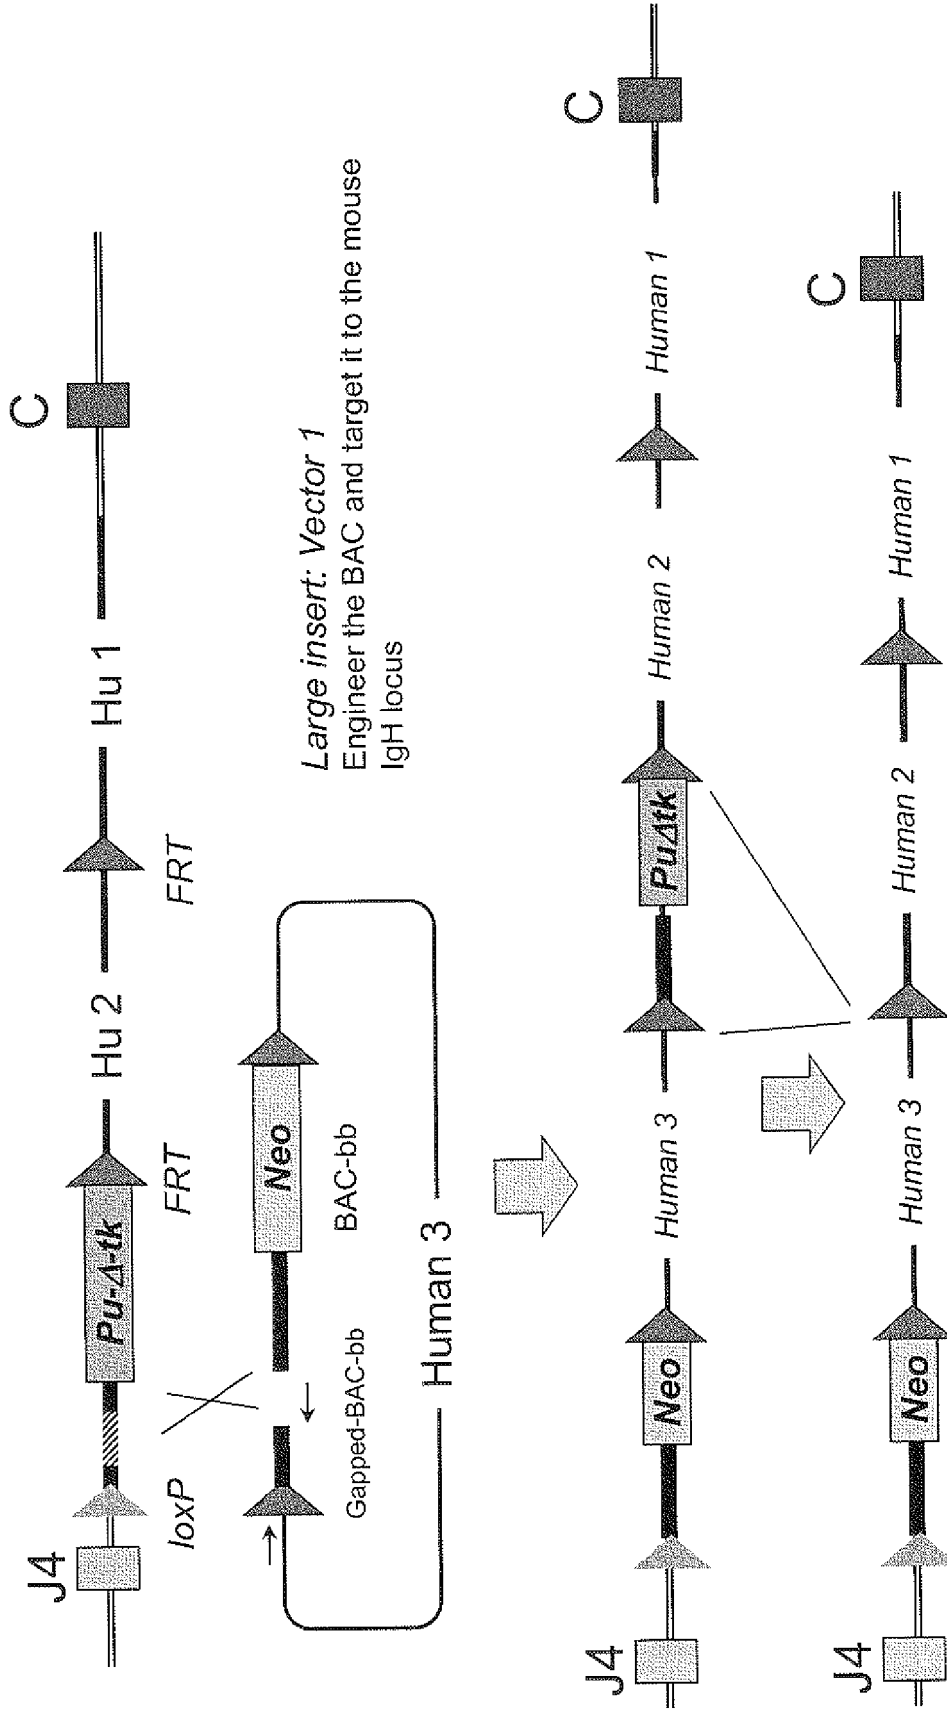 J4
loxP
Pu-Δ-tk
FRT
Hu 2
FRT
Hu 1
C
Gapped-BAC-bb
Neo
BAC-bb
Human 3
Large insert: Vector 1
Engineer the BAC and target it to the mouse
IgH locus
J4
Neo
Human 3
PuΔtk
Human 2
Human 1
C
J4
Neo
Human 3
Human 2
Human 1
C